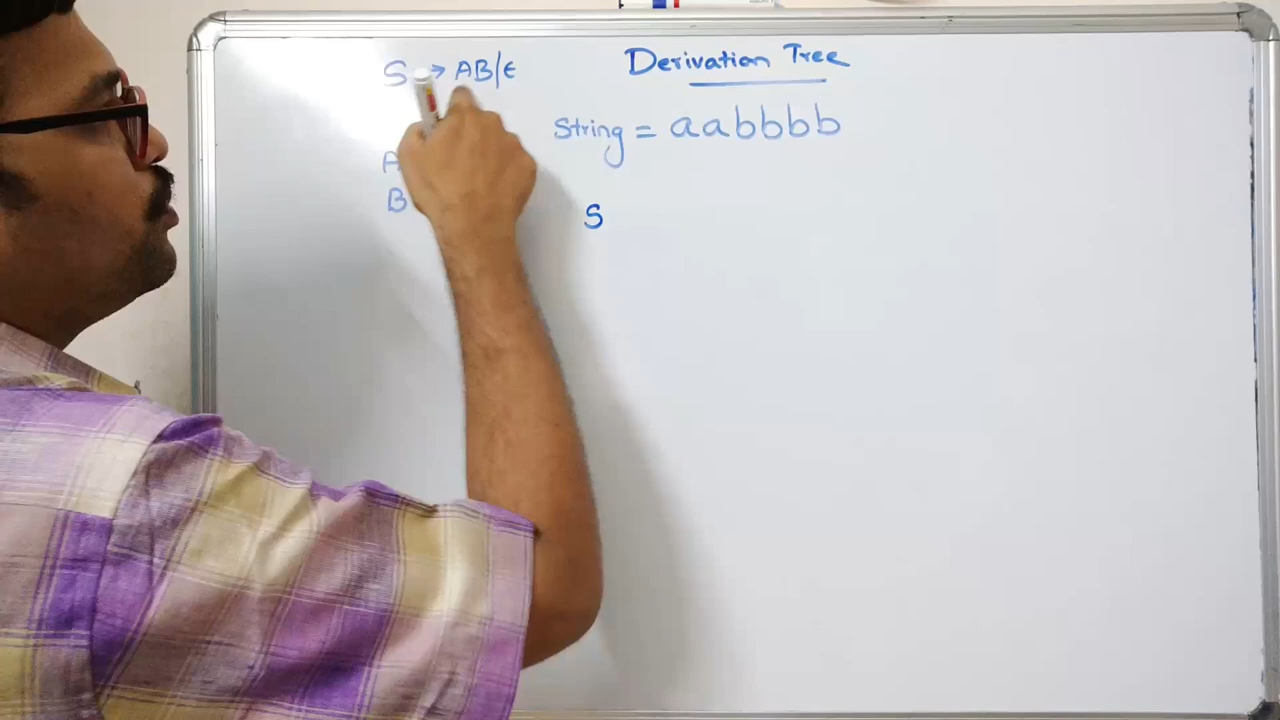 Derivation Tree
S → AB/ϵ
String = aabbbb
A
B
S